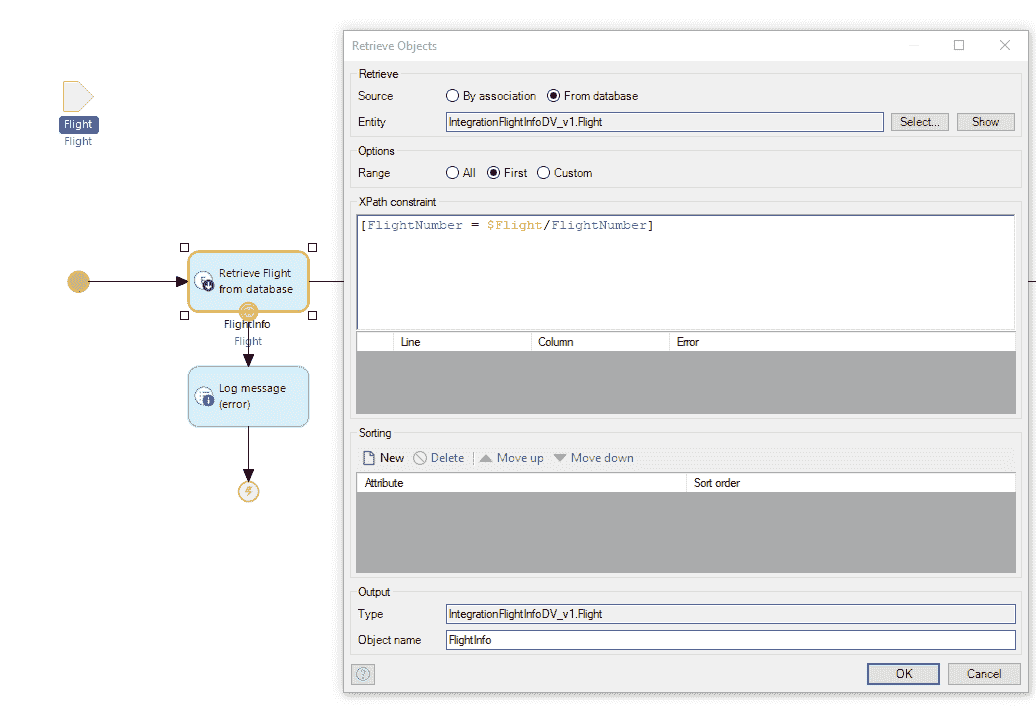 Flight
Flight
Retrieve Flight
from database
FlightInfo
Flight
Log message
(error)
Retrieve Objects
Retrieve
Source By association From database
Entity IntegrationFlightInfoDV_v1.Flight Select... Show
Options
Range All First Custom
XPath constraint
[FlightNumber = $Flight/FlightNumber]
Line Column Error
Sorting
New Delete Move up Move down
Attribute Sort order
Output
Type IntegrationFlightInfoDV_v1.Flight
Object name FlightInfo
OK Cancel